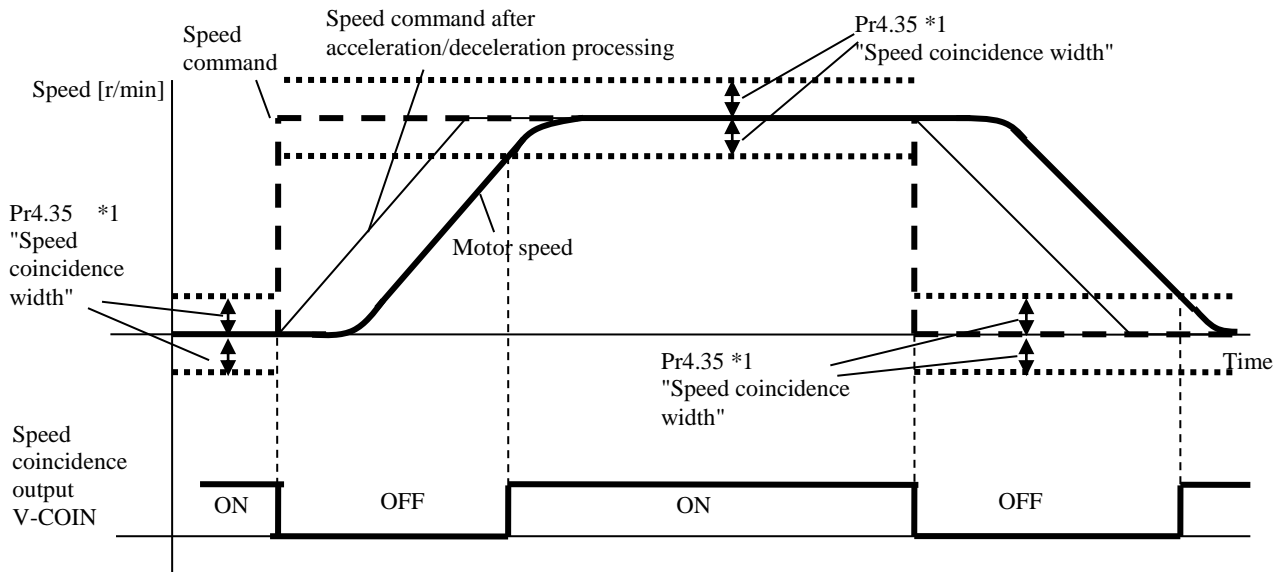 Speed command after
acceleration/deceleration processing
Pr4.35 *1
"Speed coincidence width"
Speed
command
Speed [r/min]
Pr4.35 *1
"Speed
coincidence
width"
Motor speed
Pr4.35 *1
"Speed coincidence
width"
Time
Speed
coincidence
output
V-COIN
ON
OFF
ON
OFF